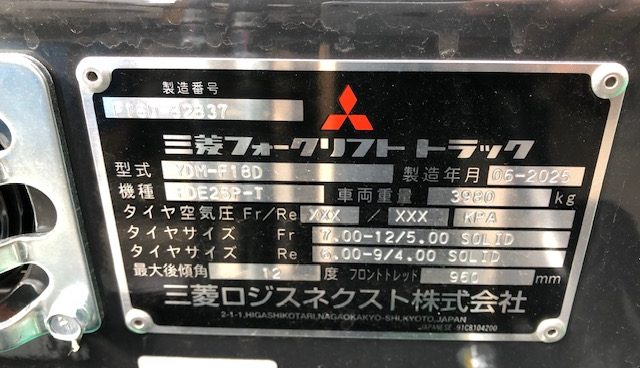 製造番号
82837
三菱フォークリフト トラック
型式 YDM-F18D 製造年月 06-2025
機種 車両重量 3980 kg
タイヤ空気圧 Fr/Re XXX / XXX KPA
タイヤサイズ Fr 7.00-12/5.00 SOLID
タイヤサイズ Re 6.00-9/4.00 SOLID
最大後傾角 12 度 フロントトレッド 960 mm
三菱ロジスネクスト株式会社
2-1-1,HIGASHIKOTARI,NAGAOKAKYO-SHI,KYOTO,JAPAN
JAPANESE-91CB104200